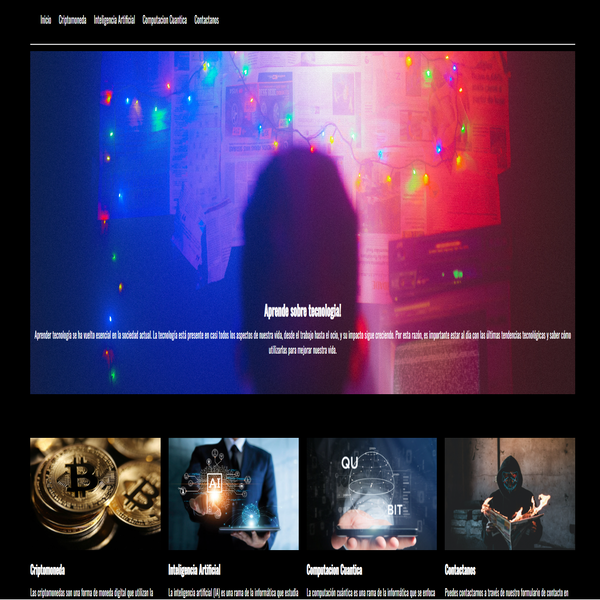 Inicio Criptomoneda Inteligencia Artificial Computacion Cuantica Contactanos
Aprende sobre tecnologia!
Aprender tecnología se ha vuelto esencial en la sociedad actual. La tecnología está presente en casi todos los aspectos de nuestra vida, desde el trabajo hasta el ocio, y su impacto sigue creciendo. Por esta razón, es importante estar al día con las últimas tendencias tecnológicas y saber cómo
utilizarlas para mejorar nuestra vida.
AI
QU
BIT
Criptomoneda
Inteligencia Artificial
Computacion Cuantica
Contactanos
Las criptomonedas son una forma de moneda digital que utilizan la
La inteligencia artificial (IA) es una rama de la informática que estudia
La computación cuántica es una rama de la informática que se enfoca
Puedes contactarnos a través de nuestro formulario de contacto en